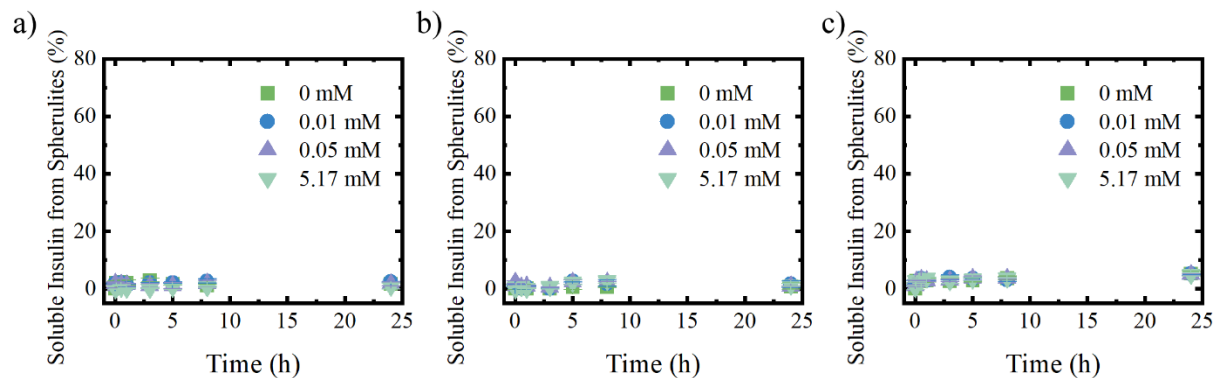 a)
Soluble Insulin from Spherulites (%)
80
60
40
20
0
0 mM
0.01 mM
0.05 mM
5.17 mM
0 5 10 15 20 25
Time (h)
b)
Soluble Insulin from Spherulites (%)
80
60
40
20
0
0 mM
0.01 mM
0.05 mM
5.17 mM
0 5 10 15 20 25
Time (h)
c)
Soluble Insulin from Spherulites (%)
80
60
40
20
0
0 mM
0.01 mM
0.05 mM
5.17 mM
0 5 10 15 20 25
Time (h)